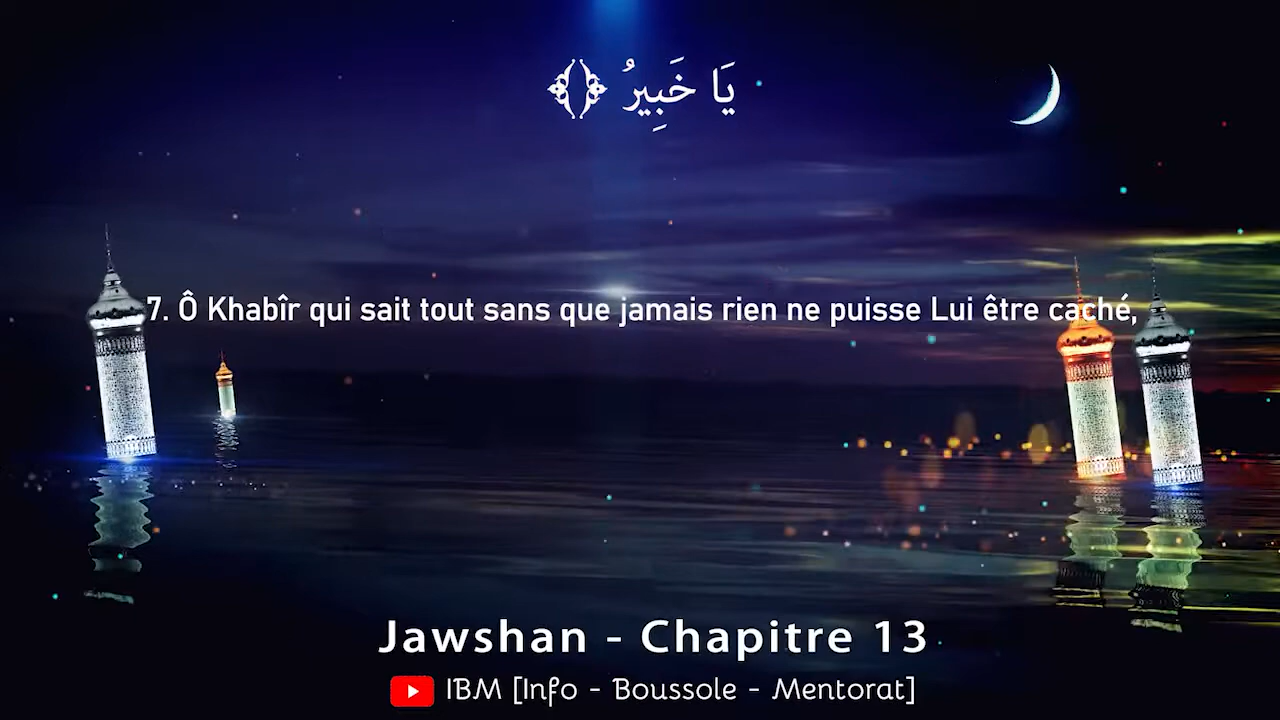 يَا خَبِيرُ ﴿﴾
7. Ô Khabîr qui sait tout sans que jamais rien ne puisse Lui être caché,
Jawshan - Chapitre 13
IBM [Info - Boussole - Mentorat]